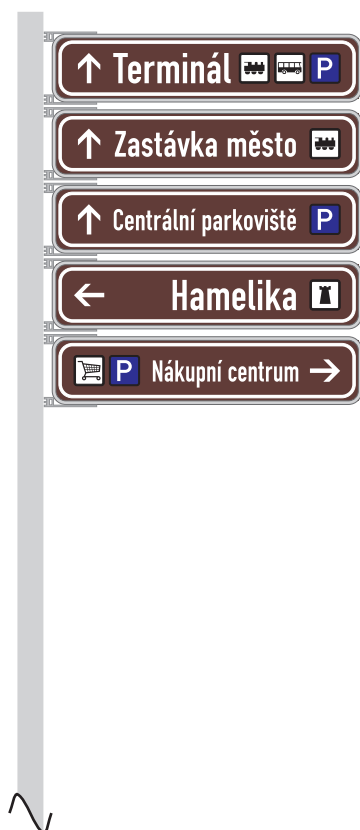 Terminál P
Zastávka město
Centrální parkoviště P
Hamelika
P Nákupní centrum